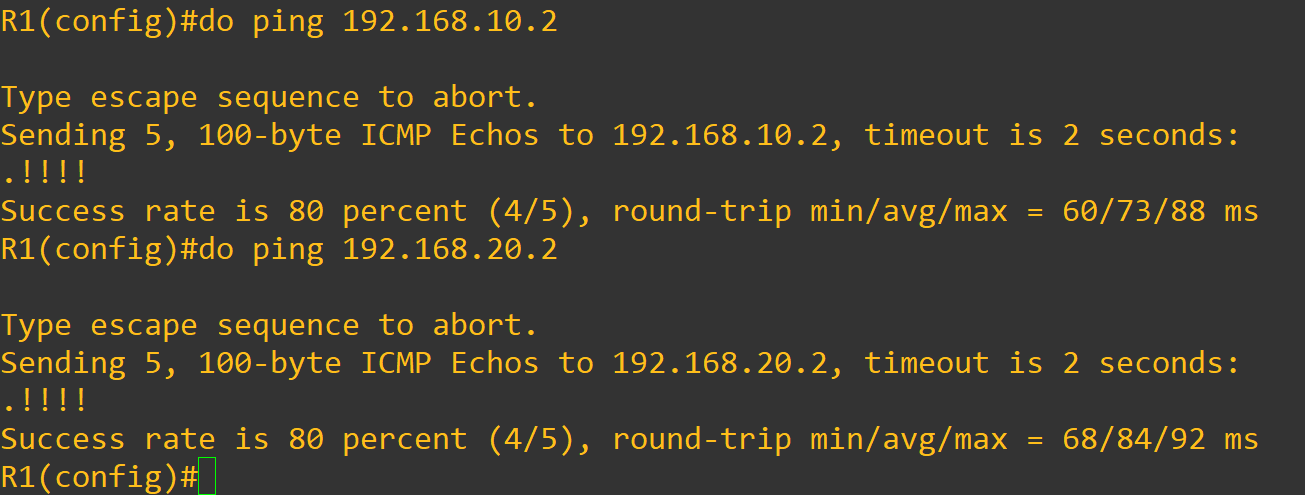 R1(config)#do ping 192.168.10.2
Type escape sequence to abort.
Sending 5, 100-byte ICMP Echos to 192.168.10.2, timeout is 2 seconds:
.!!!!
Success rate is 80 percent (4/5), round-trip min/avg/max = 60/73/88 ms
R1(config)#do ping 192.168.20.2
Type escape sequence to abort.
Sending 5, 100-byte ICMP Echos to 192.168.20.2, timeout is 2 seconds:
.!!!!
Success rate is 80 percent (4/5), round-trip min/avg/max = 68/84/92 ms
R1(config)#